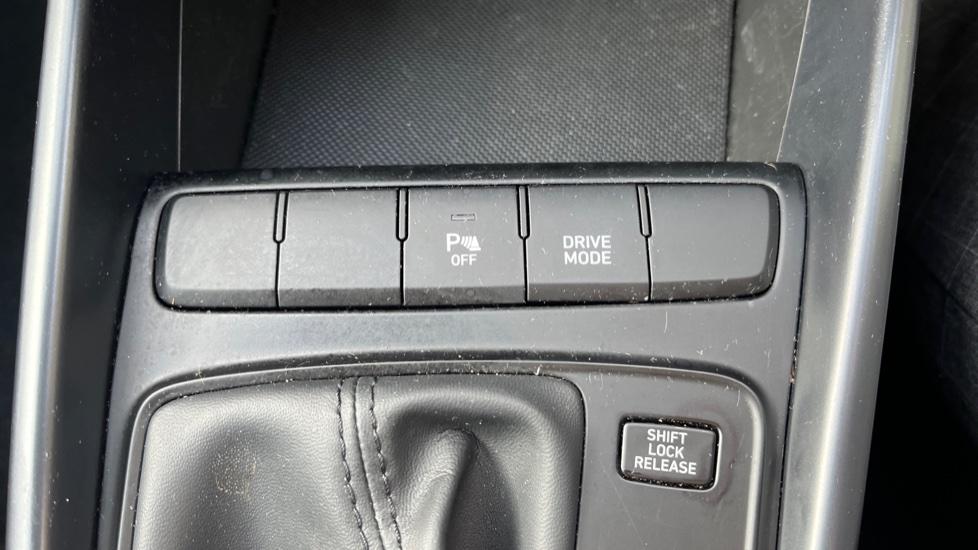 P
OFF
DRIVE
MODE
SHIFT
LOCK
RELEASE